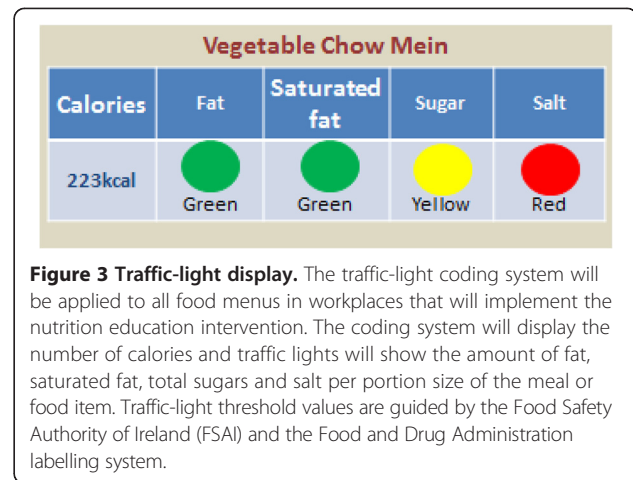 Vegetable Chow Mein
Calories Fat Saturated fat Sugar Salt
223kcal Green Green Yellow Red
Figure 3 Traffic-light display. The traffic-light coding system will
be applied to all food menus in workplaces that will implement the
nutrition education intervention. The coding system will display the
number of calories and traffic lights will show the amount of fat,
saturated fat, total sugars and salt per portion size of the meal or
food item. Traffic-light threshold values are guided by the Food Safety
Authority of Ireland (FSAI) and the Food and Drug Administration
labelling system.